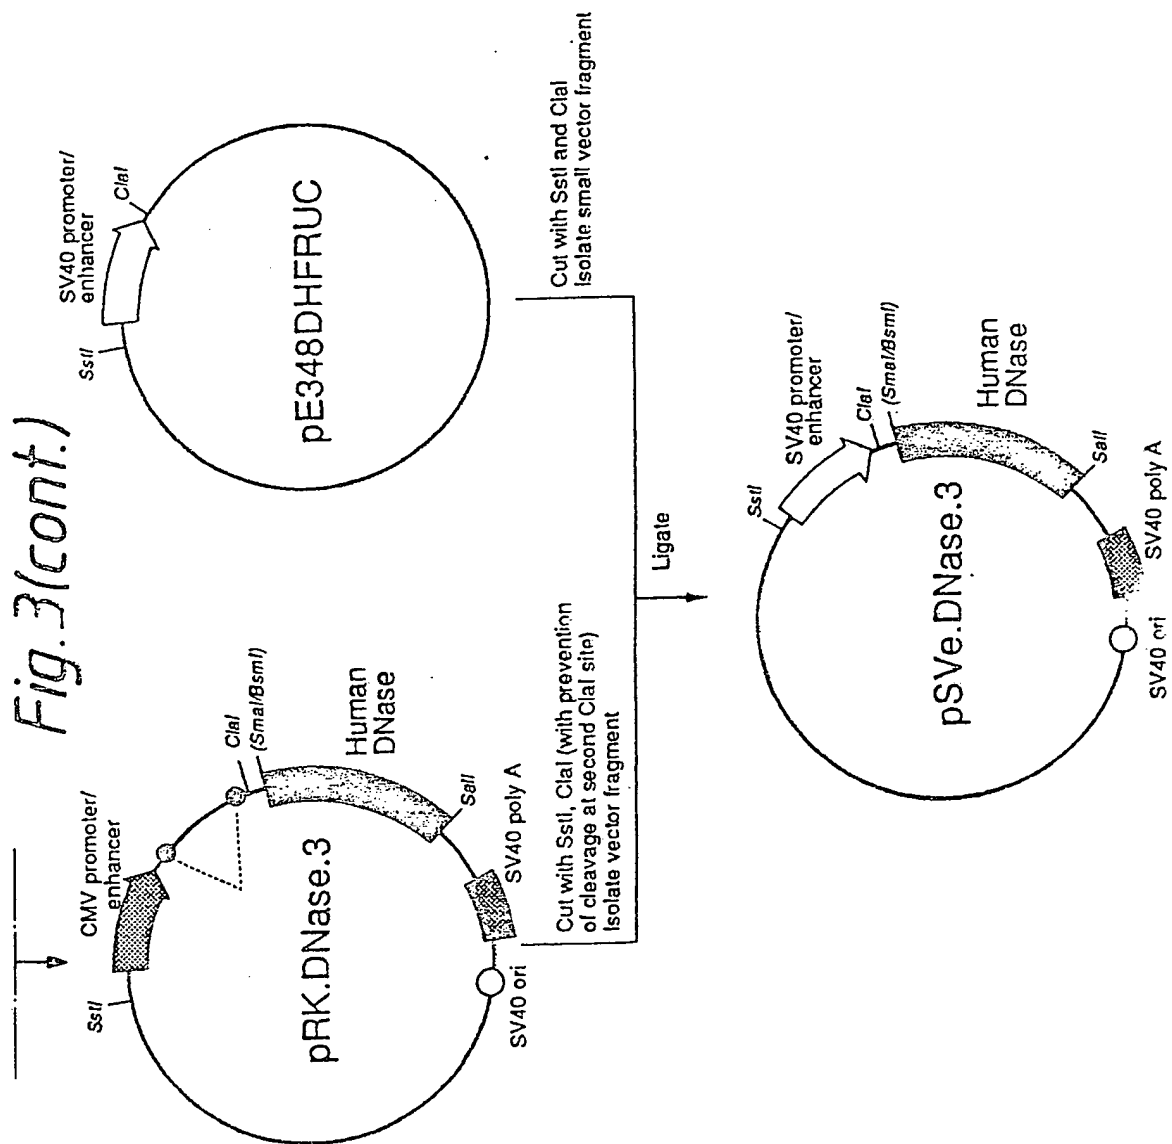 Fig. 3(cont.)
SstI
CMV promoter/
enhancer
ClaI
(SmaI/BsmI)
Human
DNase
SalI
SV40 poly A
SV40 ori
pRK.DNase.3
SstI
SV40 promoter/
enhancer
ClaI
pE348DHFRUC
Cut with SstI, ClaI (with prevention
of cleavage at second ClaI site)
Isolate vector fragment
Cut with SstI and ClaI
Isolate small vector fragment
Ligate
SstI
SV40 promoter/
enhancer
ClaI
(SmaI/BsmI)
Human
DNase
SalI
SV40 poly A
SV40 ori
pSVe.DNase.3